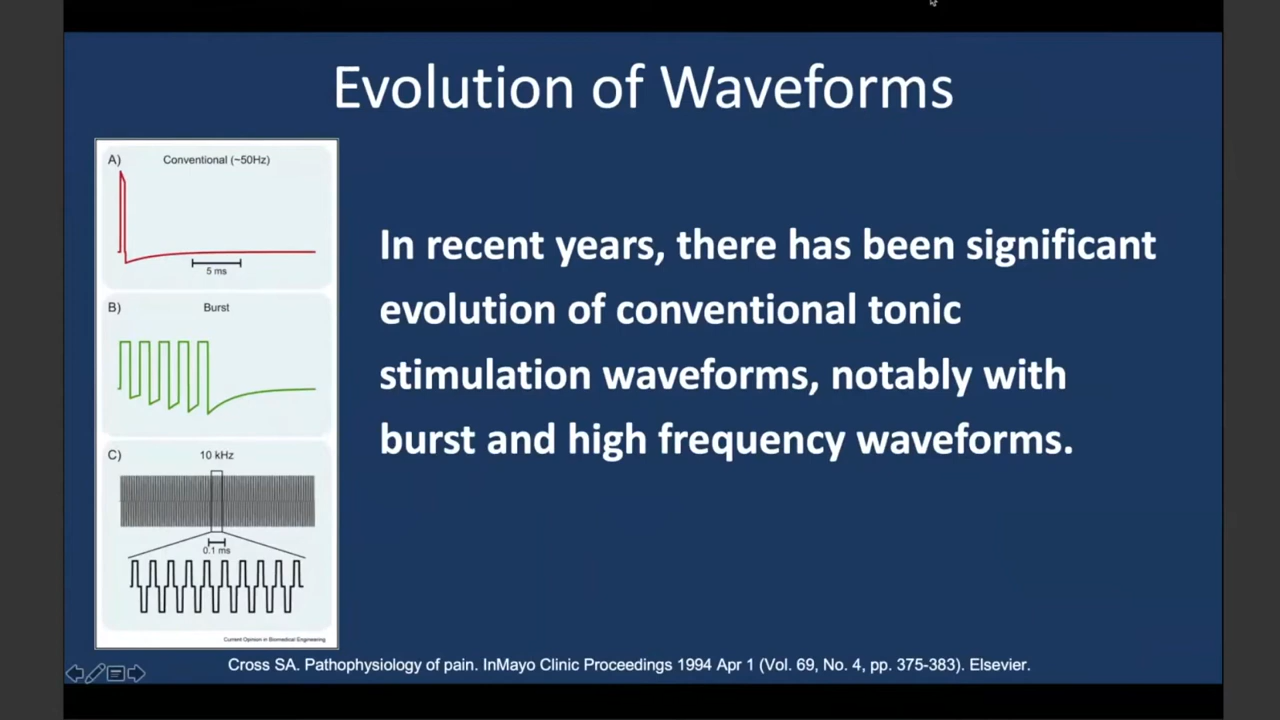 Evolution of Waveforms
A) Conventional (~50Hz)
5 ms
B) Burst
C) 10 kHz
0.1 ms
Current Opinion in Biomedical Engineering
In recent years, there has been significant
evolution of conventional tonic
stimulation waveforms, notably with
burst and high frequency waveforms.
Cross SA. Pathophysiology of pain. InMayo Clinic Proceedings 1994 Apr 1 (Vol. 69, No. 4, pp. 375-383). Elsevier.